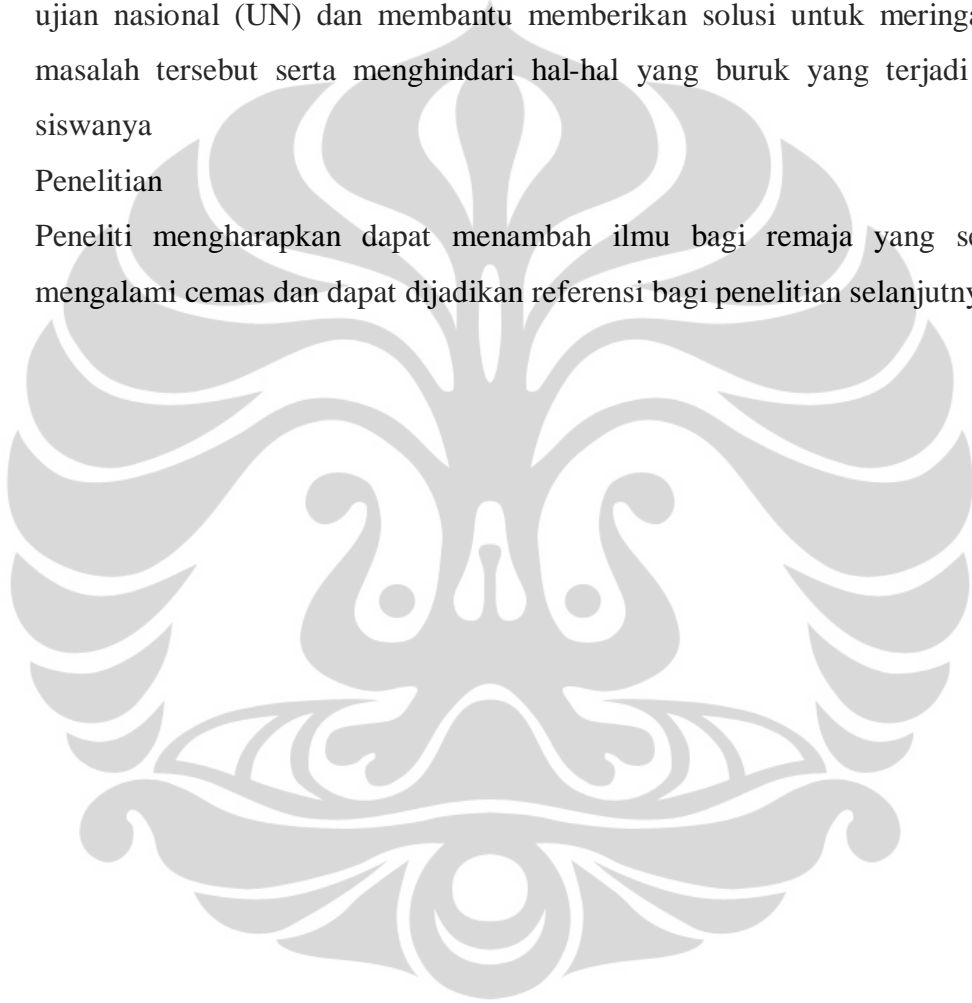 ujian nasional (UN) dan membantu memberikan solusi untuk
masalah tersebut serta menghindari hal-hal yang buruk yang terjadi
siswanya
Penelitian
Peneliti mengharapkan dapat menambah ilmu bagi remaja yang
mengalami cemas dan dapat dijadikan referensi bagi penelitian